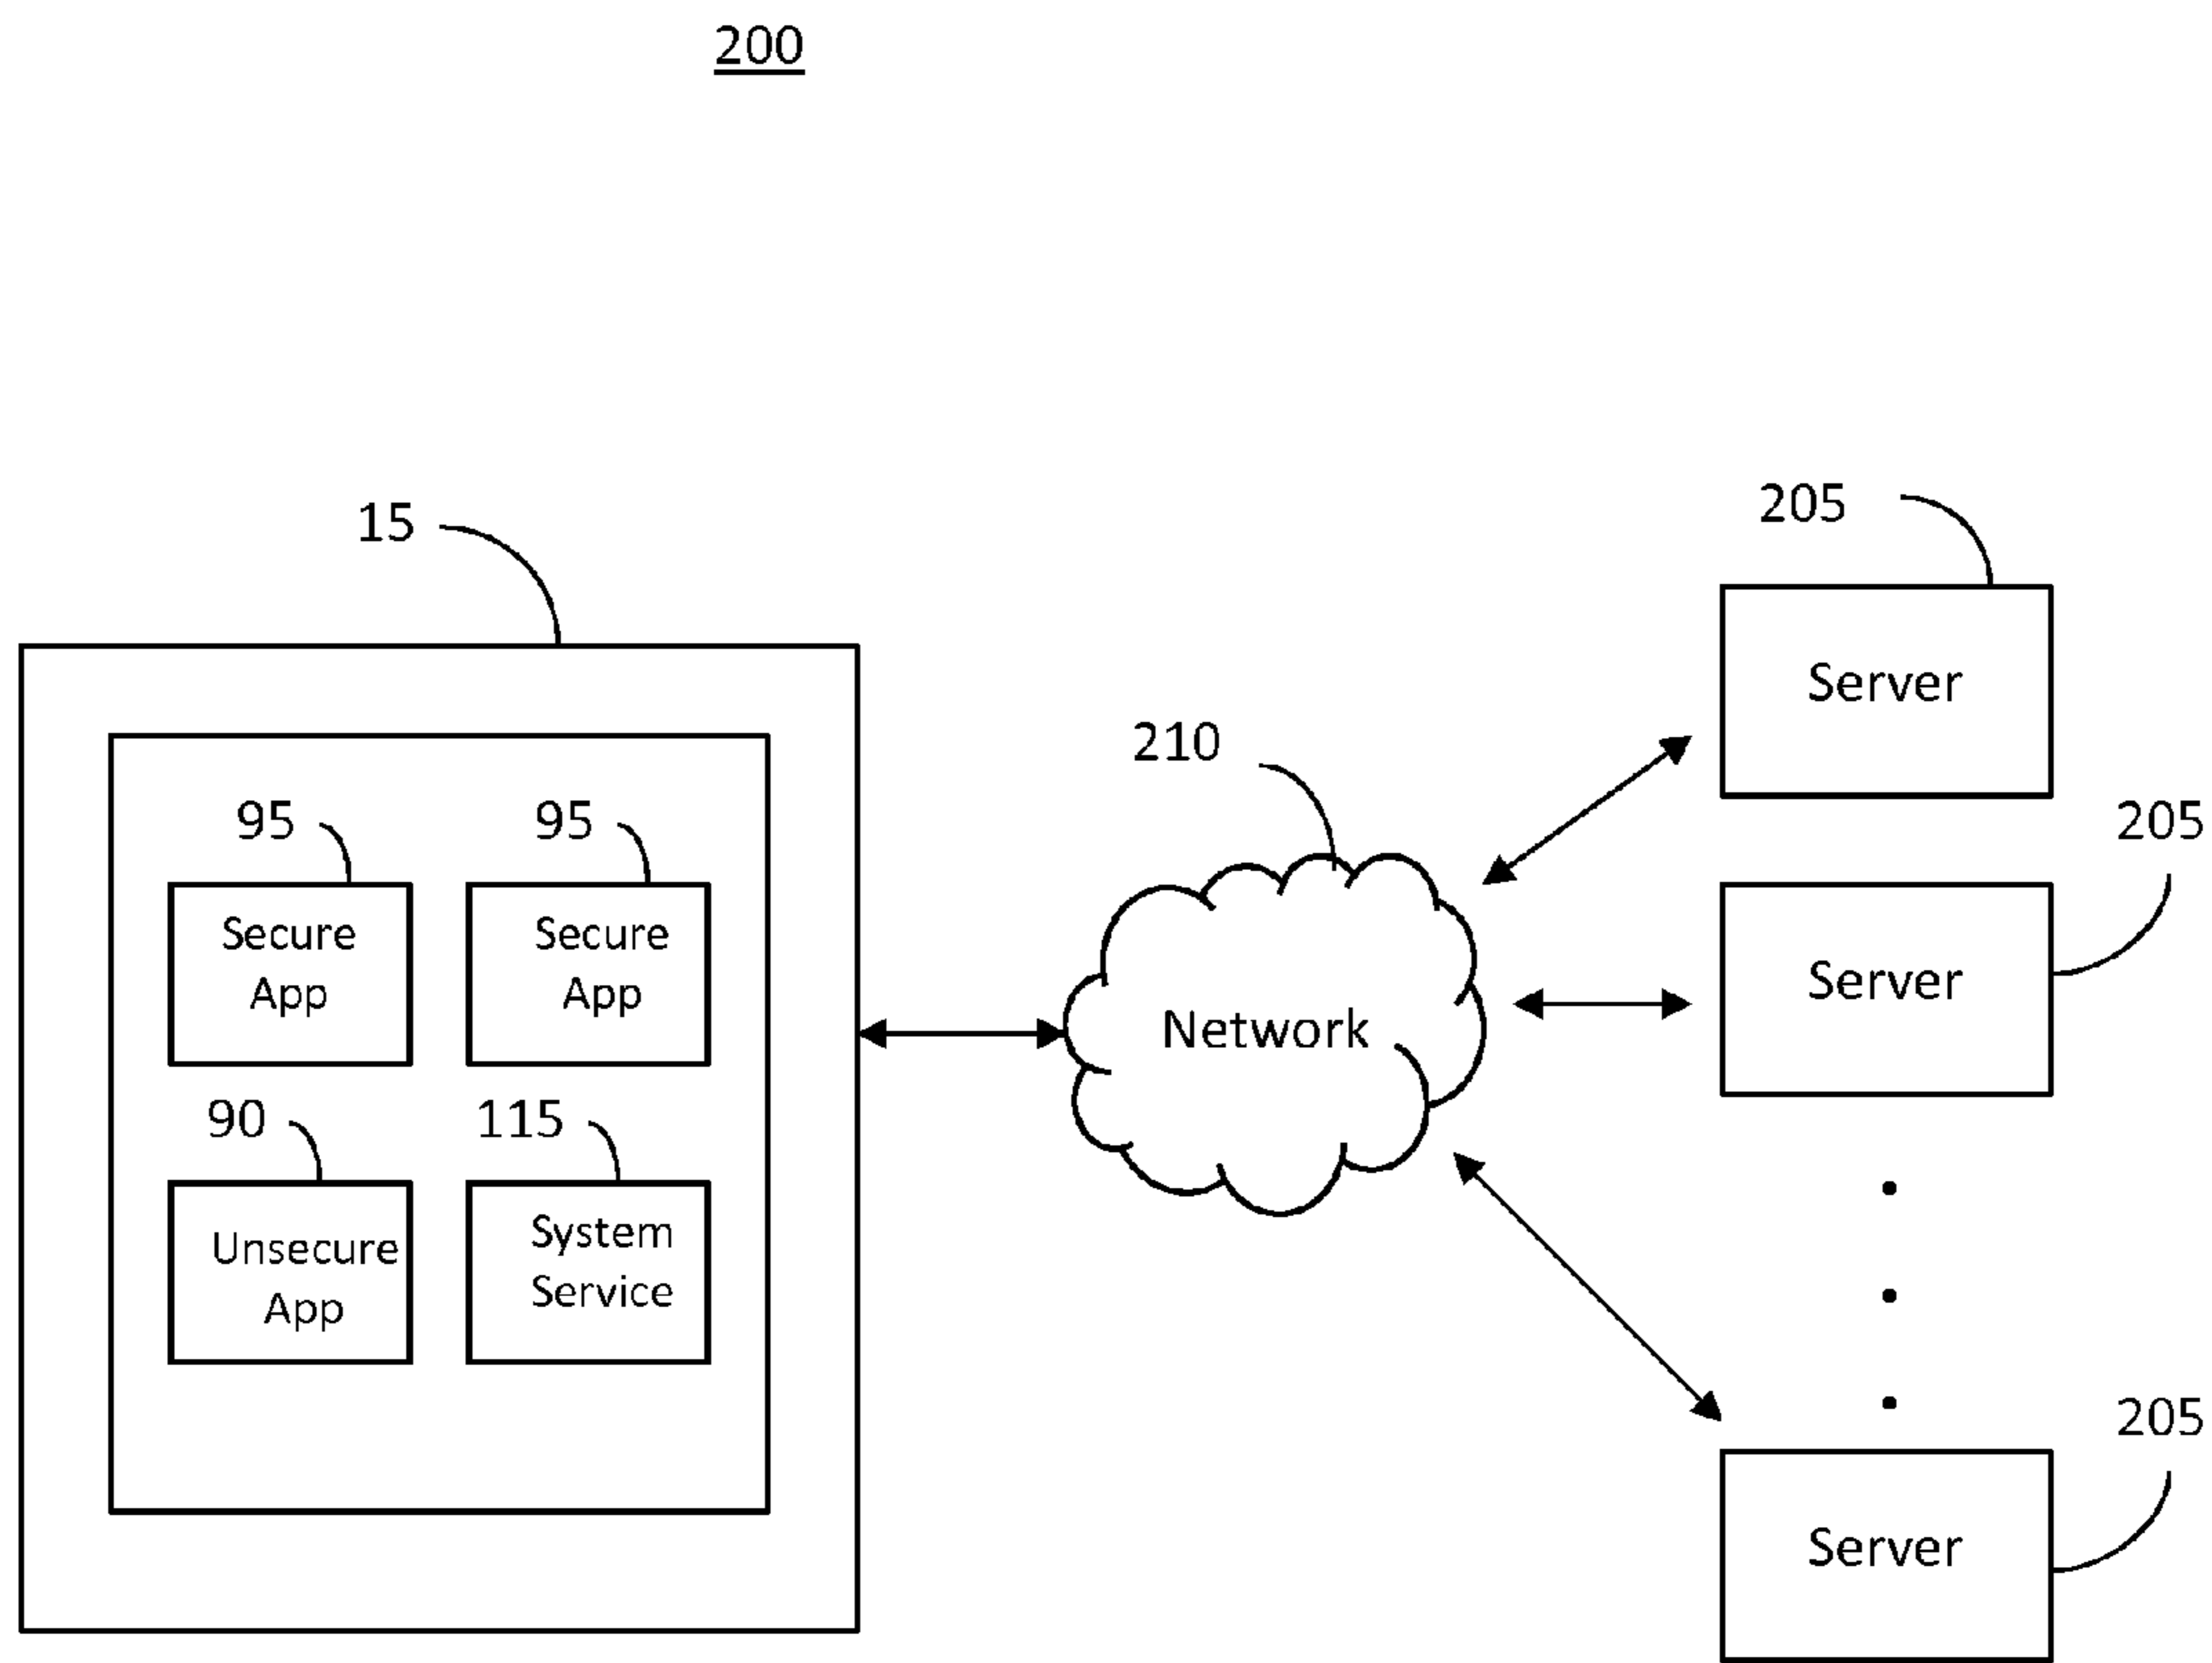 200
15
205
Server
210
95
95
205
Secure
App
Secure
App
Server
Network
90
115
Unsecure
App
System
Service
205
Server